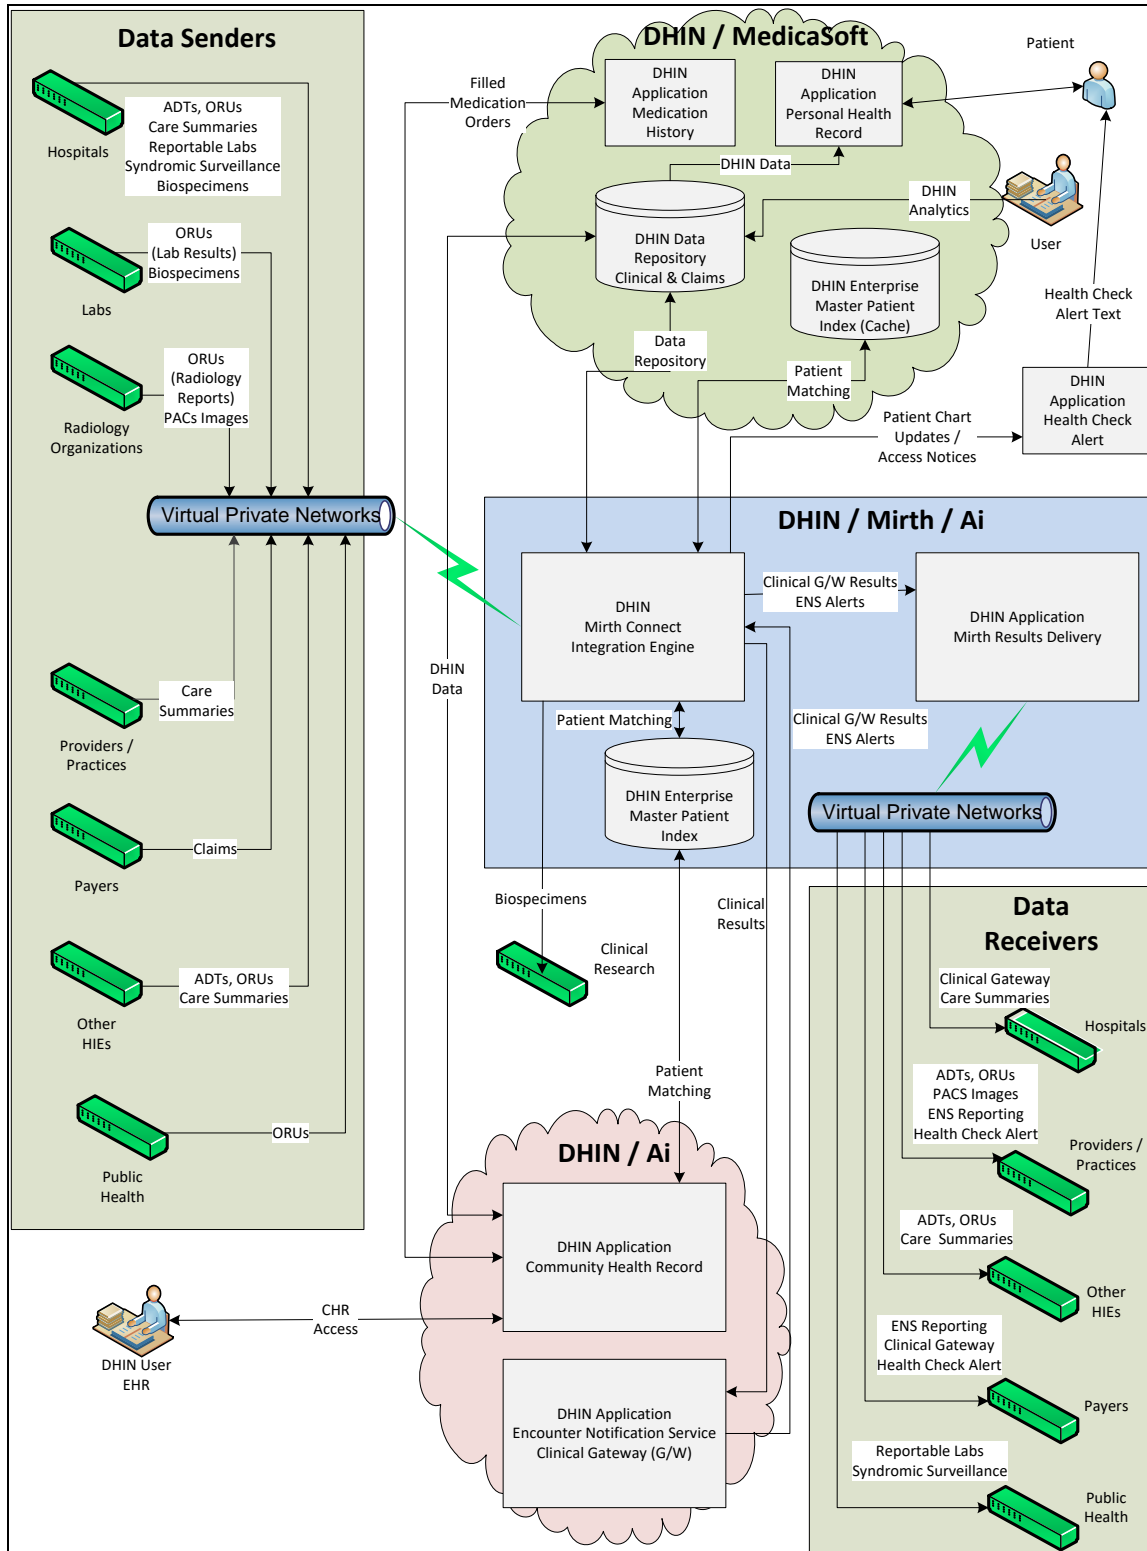 Data Senders
Hospitals
ADTs, ORUs
Care Summaries
Reportable Labs
Syndromic Surveillance
Biospecimens
Labs
ORUs
(Lab Results)
Biospecimens
Radiology
Organizations
ORUs
(Radiology
Reports)
PACs Images
Virtual Private Networks
Providers /
Practices
Care
Summaries
Payers
Claims
Other
HIEs
ADTs, ORUs
Care Summaries
Public
Health
ORUs
DHIN / MedicaSoft
Filled
Medication
Orders
DHIN
Application
Medication
History
DHIN
Application
Personal Health
Record
Patient
DHIN Data
DHIN
Analytics
User
DHIN Data
Repository
Clinical & Claims
DHIN Enterprise
Master Patient
Index (Cache)
Data
Repository
Patient
Matching
Health Check
Alert Text
DHIN
Application
Health Check
Alert
Patient Chart
Updates /
Access Notices
DHIN / Mirth / Ai
DHIN
Mirth Connect
Integration Engine
Clinical G/W Results
ENS Alerts
DHIN Application
Mirth Results Delivery
DHIN
Data
Patient Matching
Clinical G/W Results
ENS Alerts
DHIN Enterprise
Master Patient
Index
Virtual Private Networks
Biospecimens
Clinical
Research
Clinical
Results
Patient
Matching
Data
Receivers
Clinical Gateway
Care Summaries
Hospitals
ADTs, ORUs
PACS Images
ENS Reporting
Health Check Alert
Providers /
Practices
ADTs, ORUs
Care  Summaries
Other
HIEs
ENS Reporting
Clinical Gateway
Health Check Alert
Payers
Reportable Labs
Syndromic Surveillance
Public
Health
DHIN / Ai
DHIN Application
Community Health Record
CHR
Access
DHIN User
EHR
DHIN Application
Encounter Notification Service
Clinical Gateway (G/W)